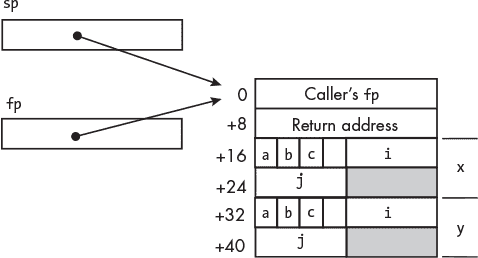 sp
fp
0 Caller's fp
+8 Return address
+16 a b c i
x
+24 j
+32 a b c i
y
+40 j